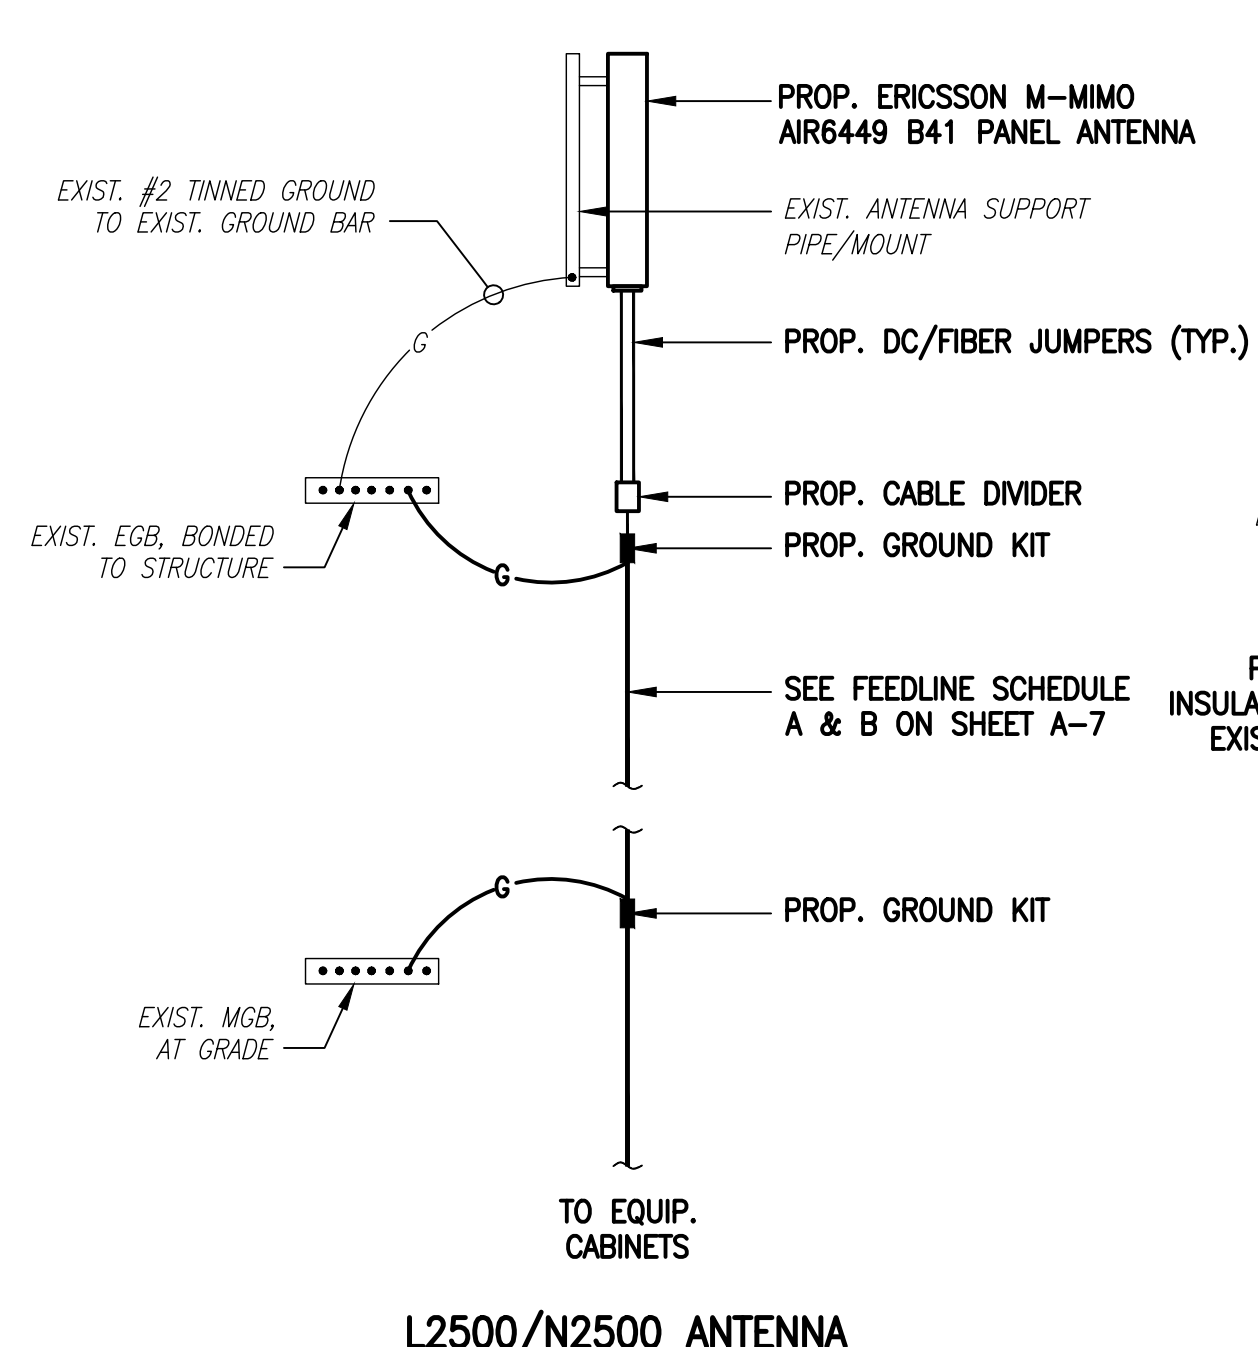 PROP. ERICSSON M-MIMO
AIR6449 B41 PANEL ANTENNA
EXIST. #2 TINNED GROUND
TO EXIST. GROUND BAR
EXIST. ANTENNA SUPPORT
PIPE/MOUNT
G
PROP. DC/FIBER JUMPERS (TYP.)
PROP. CABLE DIVIDER
EXIST. EGB, BONDED
TO STRUCTURE
PROP. GROUND KIT
G
SEE FEEDLINE SCHEDULE
A & B ON SHEET A-7
INSULA
EXIS
G
PROP. GROUND KIT
EXIST. MGB,
AT GRADE
TO EQUIP.
CABINETS
L2500/N2500 ANTENNA